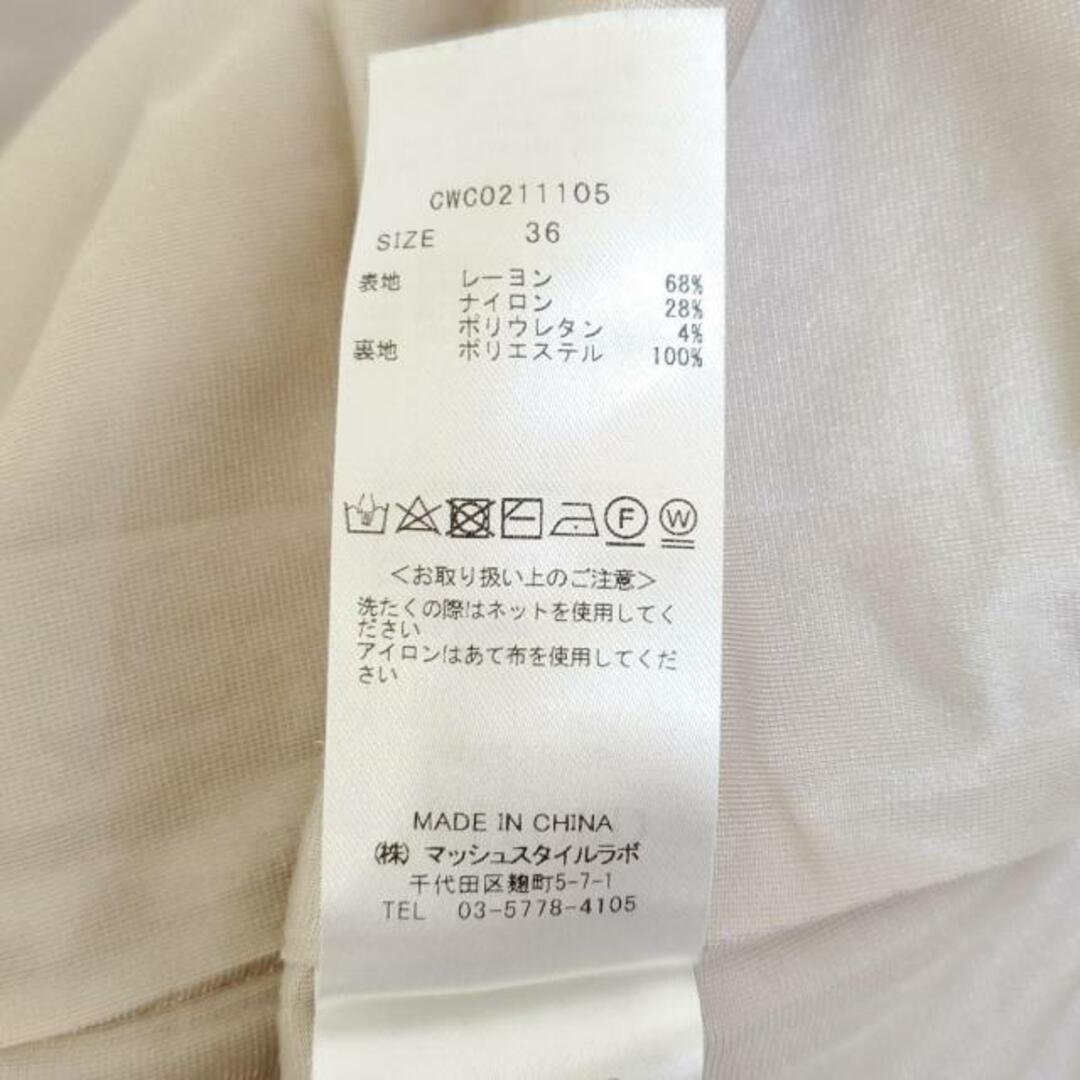 CWC0211105
SIZE 36
表地 レーヨン 68%
ナイロン 28%
ポリウレタン 4%
裏地 ポリエステル 100%
F W
<お取り扱い上のご注意>
洗たくの際はネットを使用してく
ださい
アイロンはあて布を使用してくだ
さい
MADE IN CHINA
(株)マッシュスタイルラボ
千代田区麹町5-7-1
TEL 03-5778-4105